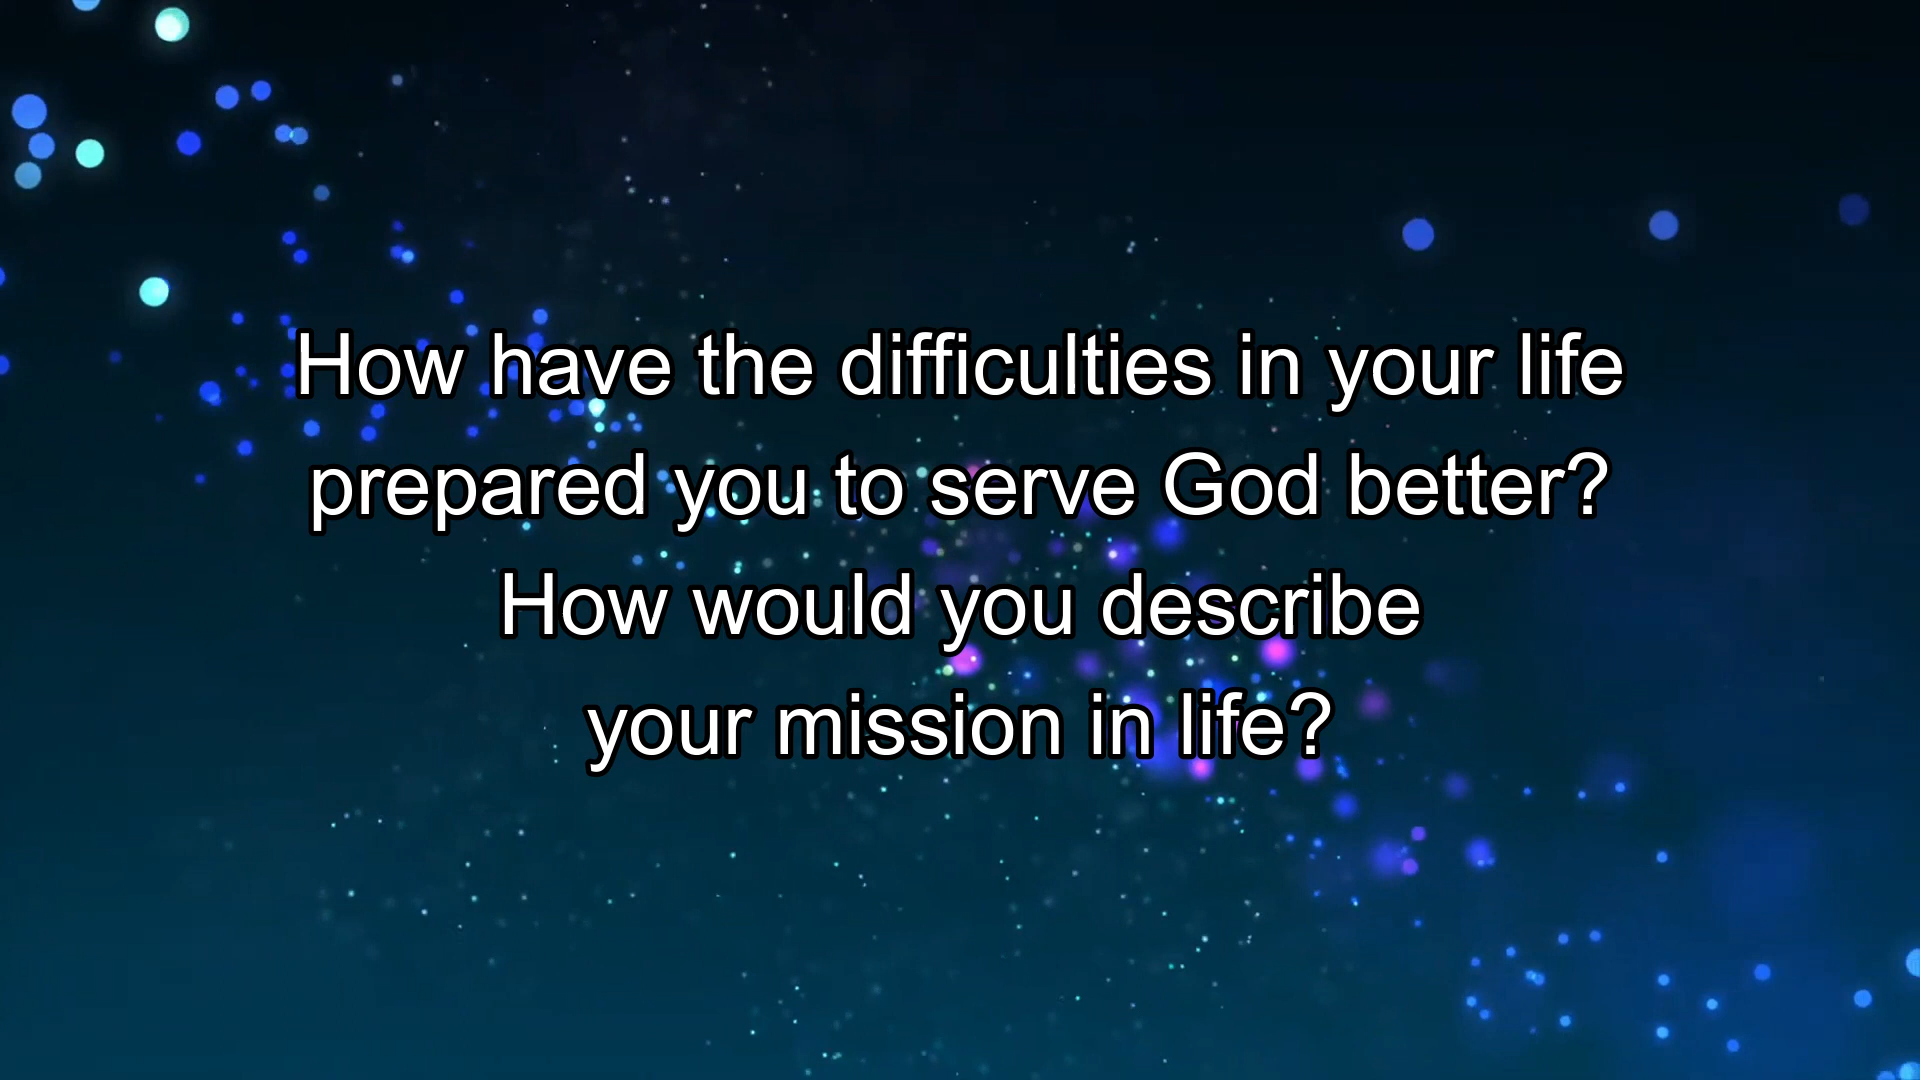 How have the difficulties in your life
prepared you to serve God better?
How would you describe
your mission in life?